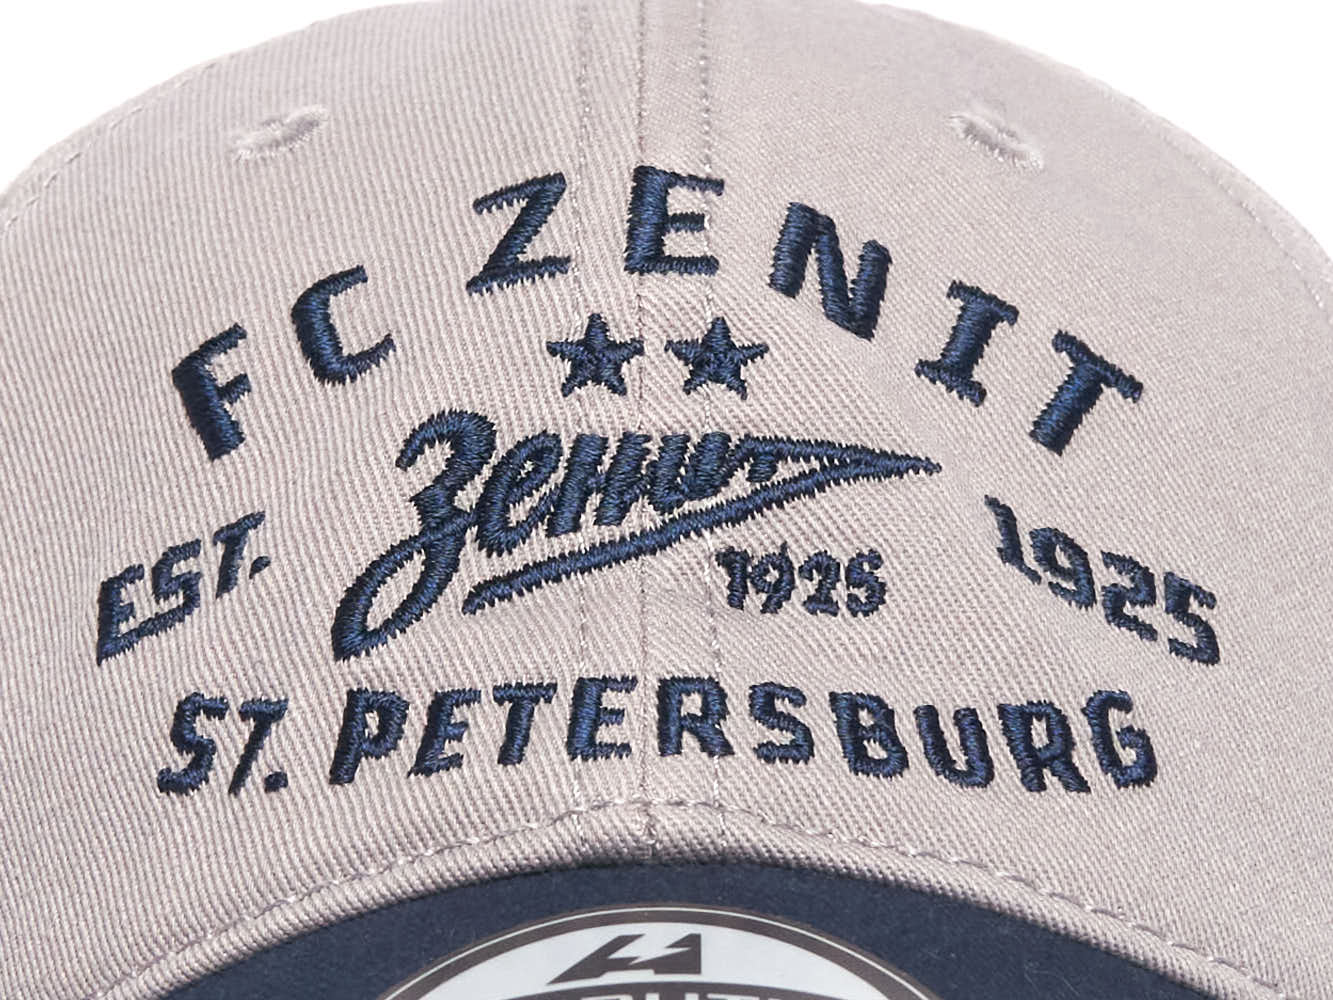 FC ZENIT
Зенит
EST. 1925
1925
ST. PETERSBURG